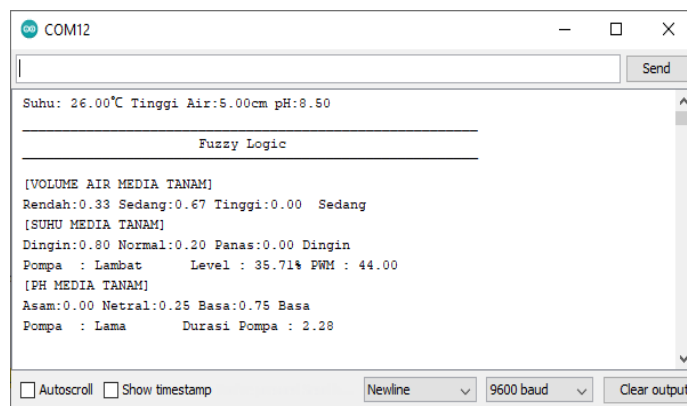 COM12
Send
Suhu: 26.00℃ Tinggi Air:5.00cm pH:8.50
Fuzzy Logic
[VOLUME AIR MEDIA TANAM]
Rendah:0.33 Sedang:0.67 Tinggi:0.00  Sedang
[SUHU MEDIA TANAM]
Dingin:0.80 Normal:0.20 Panas:0.00 Dingin
Pompa  : Lambat      Level : 35.71% PWM : 44.00
[PH MEDIA TANAM]
Asam:0.00 Netral:0.25 Basa:0.75 Basa
Pompa  : Lama       Durasi Pompa : 2.28
Autoscroll Show timestamp Newline 9600 baud Clear output